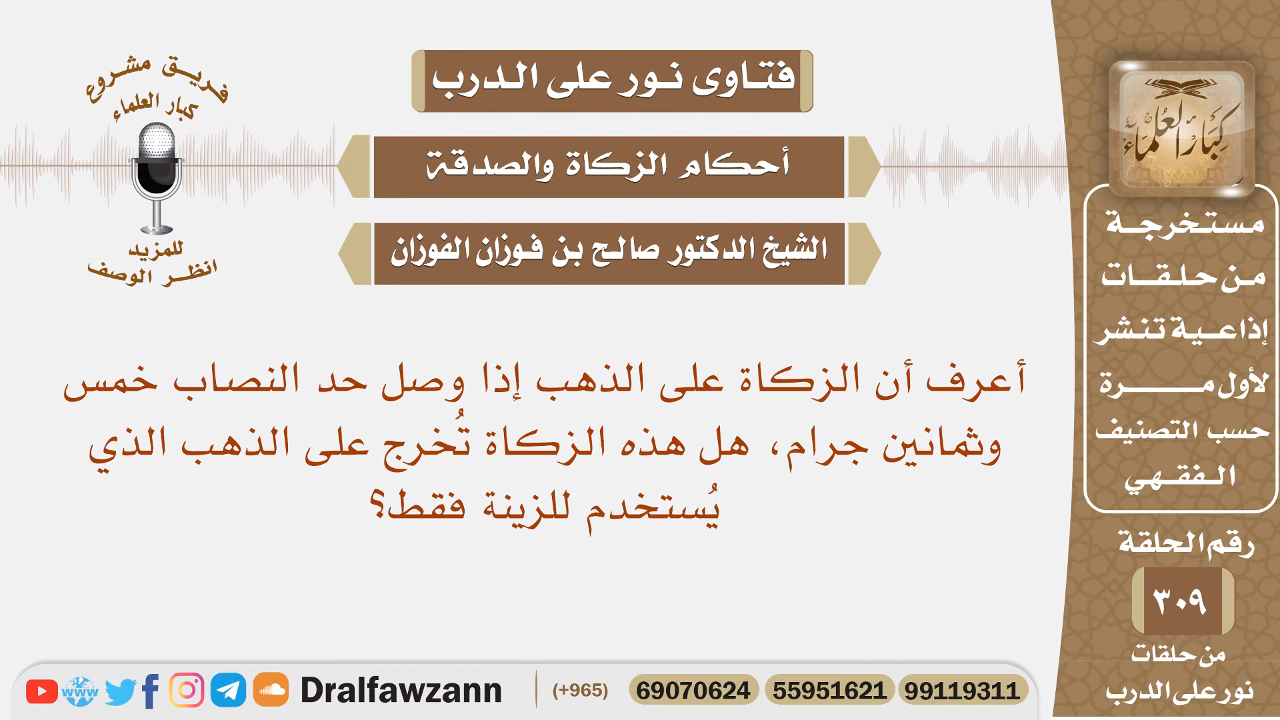 فتاوى نور على الدرب
أحكام الزكاة والصدقة
الشيخ الدكتور صالح بن فوزان الفوزان
فريق مشروع
كبار العلماء
للمزيد
انظر الوصف
أعرف أن الزكاة على الذهب إذا وصل حد النصاب خمس
وثمانين جرام، هل هذه الزكاة تُخرج على الذهب الذي
يُستخدم للزينة فقط؟
كبار العلماء
مستخرجة
من حلقات
إذاعية تنشر
لأول مرة
حسب التصنيف
الفقهي
رقم الحلقة
٣٠٩
من حلقات
نور على الدرب
www Dralfawzann (+965) 69070624 55951621 99119311